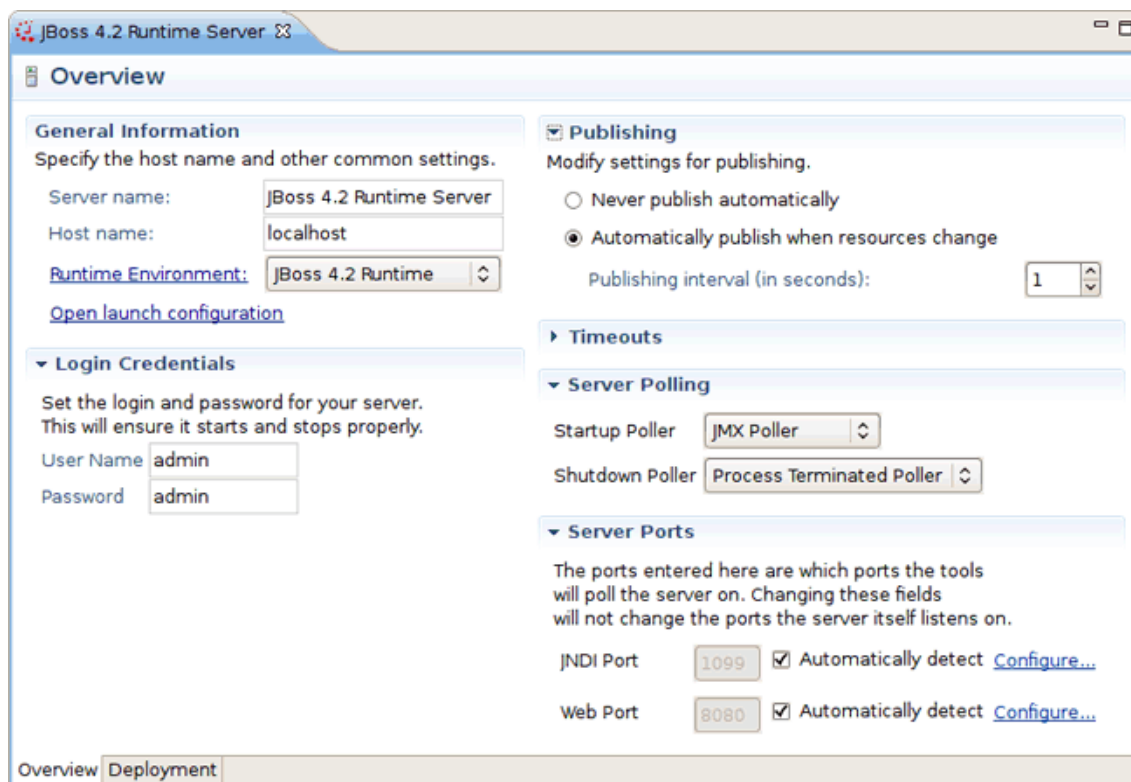 JBoss 4.2 Runtime Server
Overview
General Information
Specify the host name and other common settings.
Server name: JBoss 4.2 Runtime Server
Host name: localhost
Runtime Environment: JBoss 4.2 Runtime
Open launch configuration
Login Credentials
Set the login and password for your server.
This will ensure it starts and stops properly.
User Name admin
Password admin
Publishing
Modify settings for publishing.
Never publish automatically
Automatically publish when resources change
Publishing interval (in seconds): 1
Timeouts
Server Polling
Startup Poller JMX Poller
Shutdown Poller Process Terminated Poller
Server Ports
The ports entered here are which ports the tools
will poll the server on. Changing these fields
will not change the ports the server itself listens on.
JNDI Port 1099 Automatically detect Configure...
Web Port 8080 Automatically detect Configure...
Overview Deployment